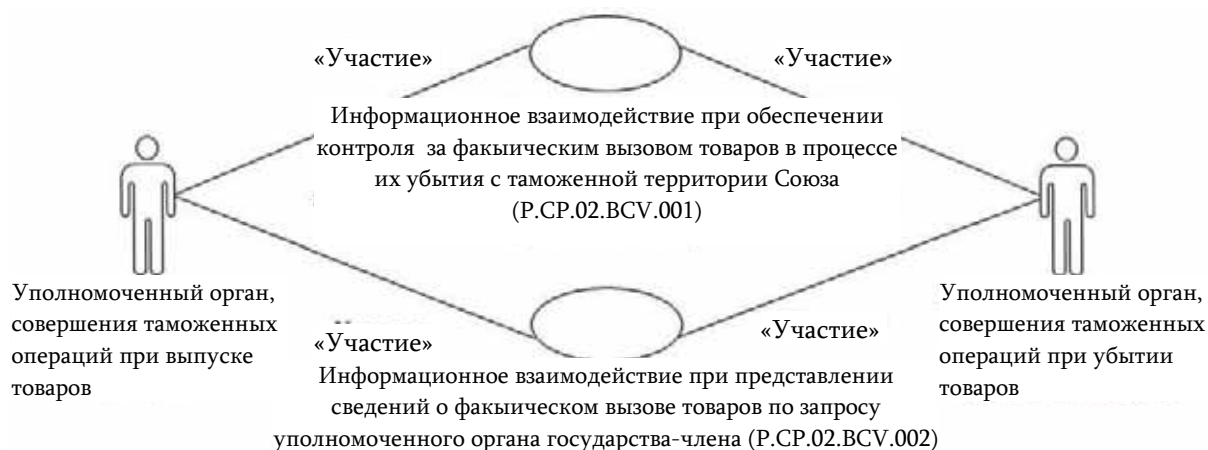 «Участие»
«Участие»
Информационное взаимодействие при обеспечении
контроля за факыическим вызовом товаров в процессе
их убытия с таможенной территории Союза
(P.CP.02.BCV.001)
Уполномоченный орган,
совершения таможенных
операций при выпуске
товаров
Уполномоченный орган,
совершения таможенных
операций при убытии
товаров
«Участие»
«Участие»
Информационное взаимодействие при представлении
сведений о факыическом вызове товаров по запросу
уполномоченного органа государства-члена (P.CP.02.BCV.002)